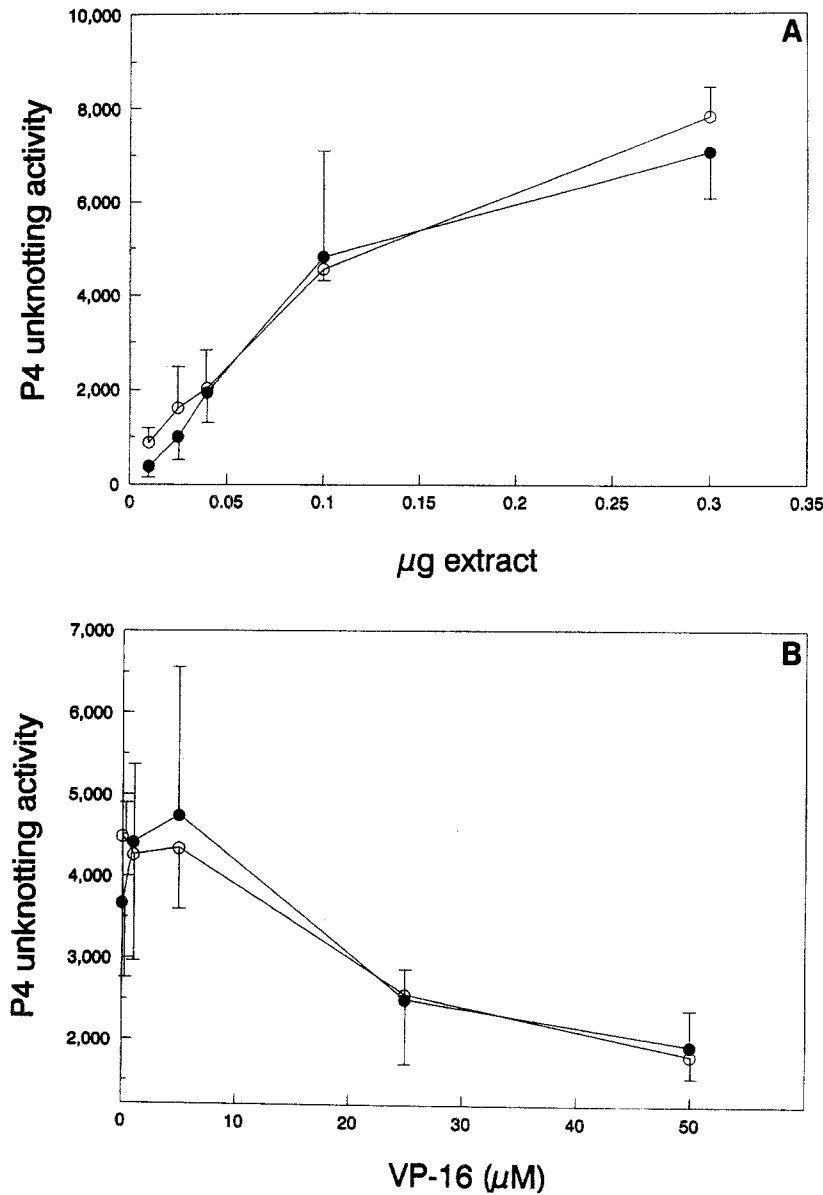 10,000
A
8,000
6,000
4,000
2,000
0
P4 unknotting activity
0 0.05 0.1 0.15 0.2 0.25 0.3 0.35
µg extract
7,000
B
6,000
5,000
4,000
3,000
2,000
P4 unknotting activity
0 10 20 30 40 50
VP-16 (µM)